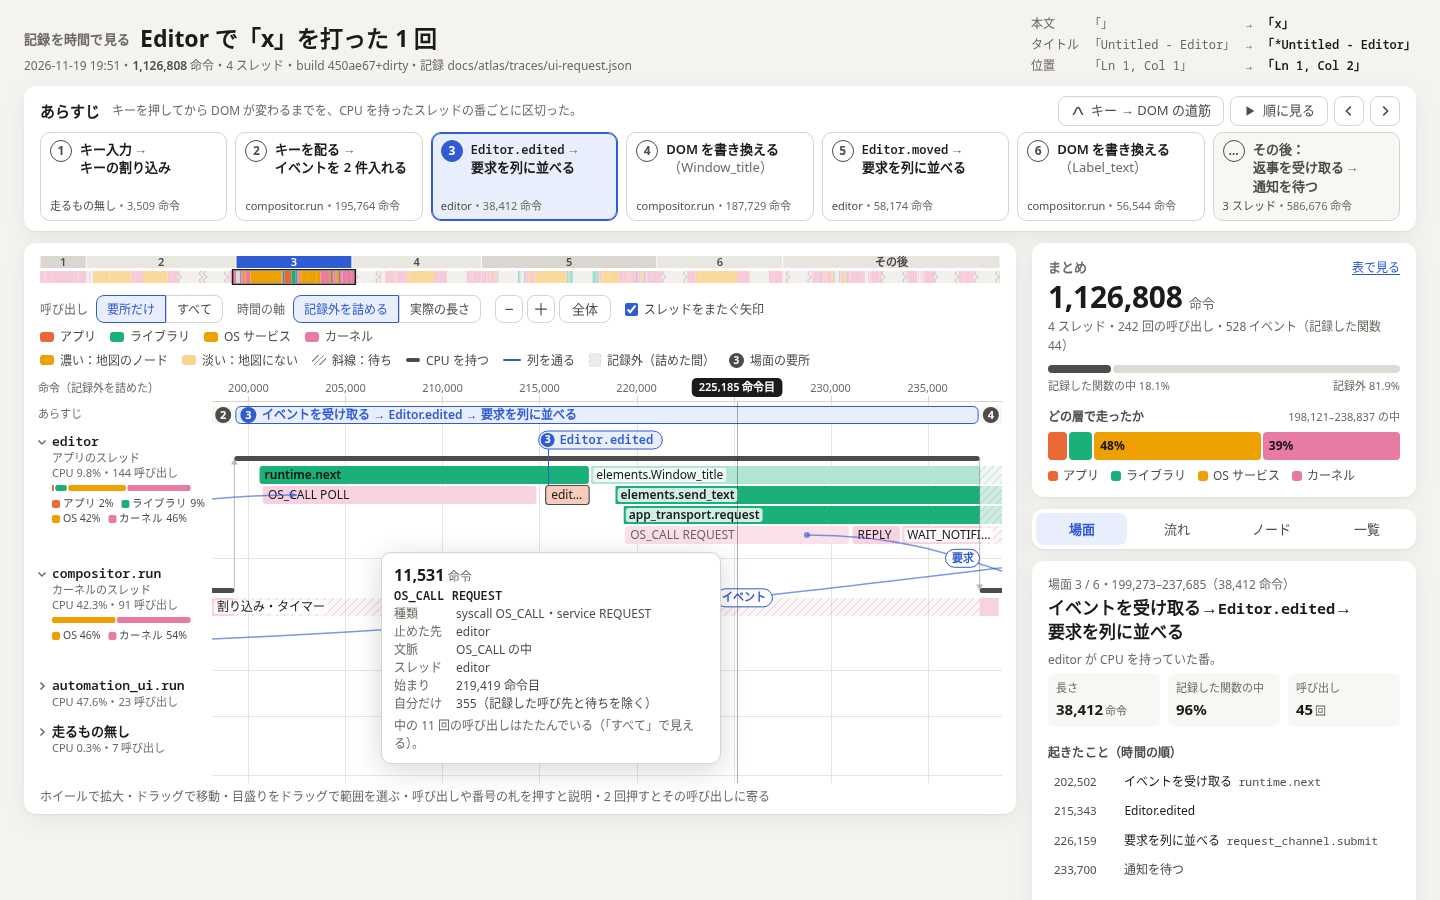 記録を時間で見る Editor で「x」を打った 1 回
2026-11-19 19:51・1,126,808 命令・4 スレッド・build 450ae67+dirty・記録 docs/atlas/traces/ui-request.json
本文 「」 → 「x」
タイトル 「Untitled - Editor」 → 「*Untitled - Editor」
位置 「Ln 1, Col 1」 → 「Ln 1, Col 2」
あらすじ キーを押してから DOM が変わるまでを、CPU を持ったスレッドの番ごとに区切った。
キー → DOM の道筋
順に見る
1 キー入力 →
キーの割り込み
走るもの無し・3,509 命令
2 キーを配る →
イベントを 2 件入れる
compositor.run・195,764 命令
3 Editor.edited →
要求を列に並べる
editor・38,412 命令
4 DOM を書き換える
（Window_title）
compositor.run・187,729 命令
5 Editor.moved →
要求を列に並べる
editor・58,174 命令
6 DOM を書き換える
（Label_text）
compositor.run・56,544 命令
… その後：
返事を受け取る →
通知を待つ
3 スレッド・586,676 命令
1 2 3 4 5 6 その後
呼び出し 要所だけ すべて 時間の軸 記録外を詰める 実際の長さ − ＋ 全体 スレッドをまたぐ矢印
アプリ ライブラリ OS サービス カーネル
濃い：地図のノード 淡い：地図にない 斜線：待ち CPU を持つ 列を通る 記録外（詰めた間） 3 場面の要所
命令（記録外を詰めた） 200,000 205,000 210,000 215,000 220,000 225,185 命令目 230,000 235,000
あらすじ 2 3 イベントを受け取る → Editor.edited → 要求を列に並べる 4
3 Editor.edited
editor
アプリのスレッド
CPU 9.8%・144 呼び出し
アプリ 2% ライブラリ 9%
OS 42% カーネル 46%
runtime.next elements.Window_title
OS_CALL POLL edit… elements.send_text
app_transport.request
OS_CALL REQUEST REPLY WAIT_NOTIFI…
要求
イベント
compositor.run
カーネルのスレッド
CPU 42.3%・91 呼び出し
OS 46% カーネル 54%
割り込み・タイマー
automation_ui.run
CPU 47.6%・23 呼び出し
走るもの無し
CPU 0.3%・7 呼び出し
11,531 命令
OS_CALL REQUEST
種類 syscall OS_CALL・service REQUEST
止めた先 editor
文脈 OS_CALL の中
スレッド editor
始まり 219,419 命令目
自分だけ 355（記録した呼び先と待ちを除く）
中の 11 回の呼び出しはたたんでいる（「すべて」で見え
る）。
ホイールで拡大・ドラッグで移動・目盛りをドラッグで範囲を選ぶ・呼び出しや番号の札を押すと説明・2 回押すとその呼び出しに寄る
まとめ 表で見る
1,126,808 命令
4 スレッド・242 回の呼び出し・528 イベント（記録した関数
44）
記録した関数の中 18.1% 記録外 81.9%
どの層で走ったか 198,121–238,837 の中
48% 39%
アプリ ライブラリ OS サービス カーネル
場面 流れ ノード 一覧
場面 3 / 6・199,273–237,685（38,412 命令）
イベントを受け取る→Editor.edited→
要求を列に並べる
editor が CPU を持っていた番。
長さ 記録した関数の中 呼び出し
38,412 命令 96% 45 回
起きたこと（時間の順）
202,502 イベントを受け取る runtime.next
215,343 Editor.edited
226,159 要求を列に並べる request_channel.submit
233,700 通知を待つ